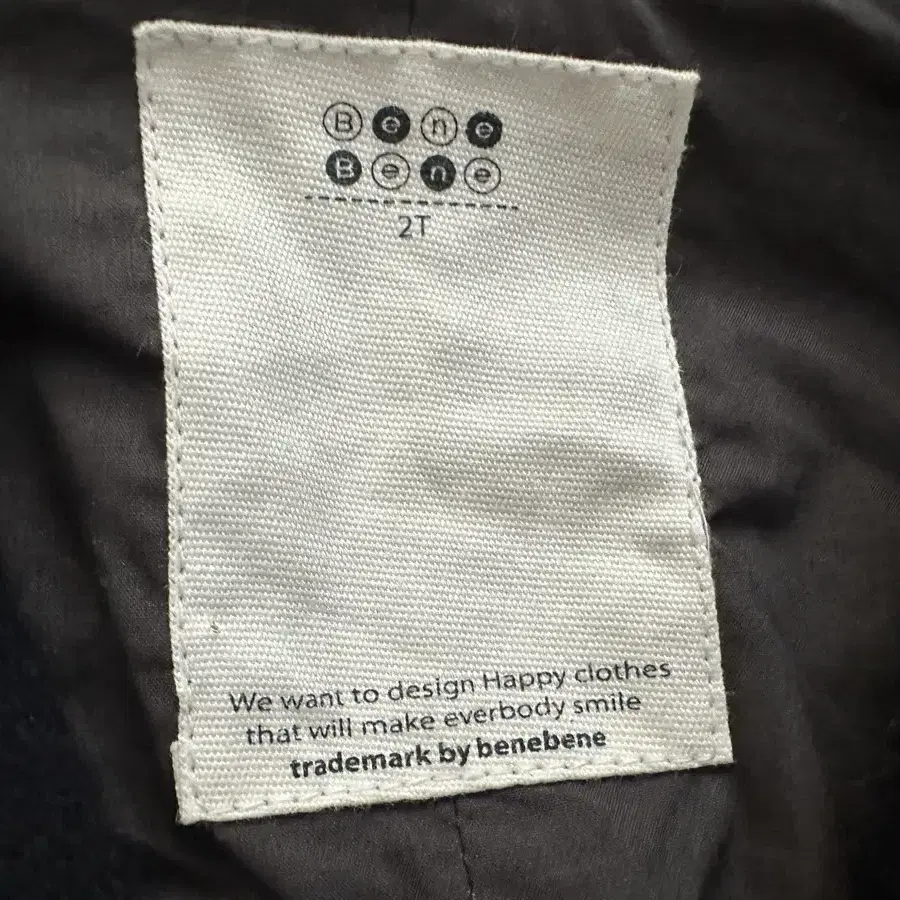 Bene
Bene
2T
We want to design Happy clothes
that will make everbody smile
trademark by benebene